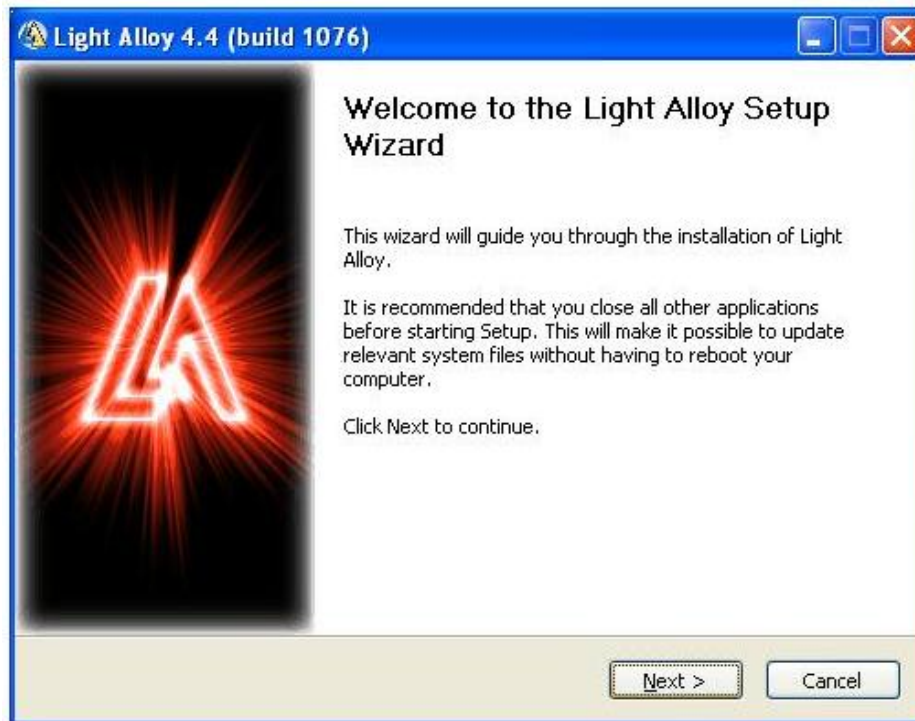 Light Alloy 4.4 (build 1076)
Welcome to the Light Alloy Setup
Wizard
This wizard will guide you through the installation of Light
Alloy.
It is recommended that you close all other applications
before starting Setup. This will make it possible to update
relevant system files without having to reboot your
computer.
Click Next to continue.
LA
Next >
Cancel